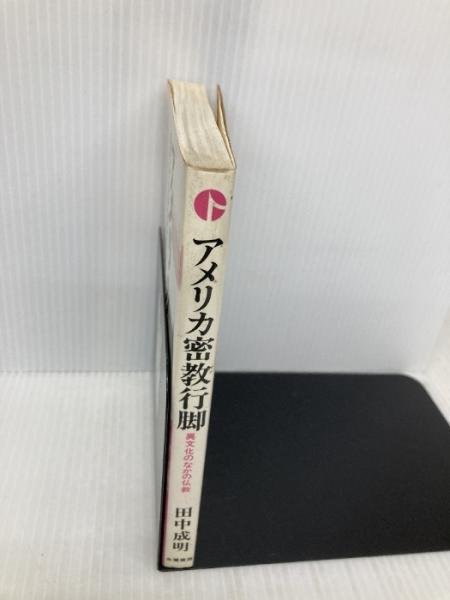 アメリカ密教行脚
異文化のなかの仏教
田中成明